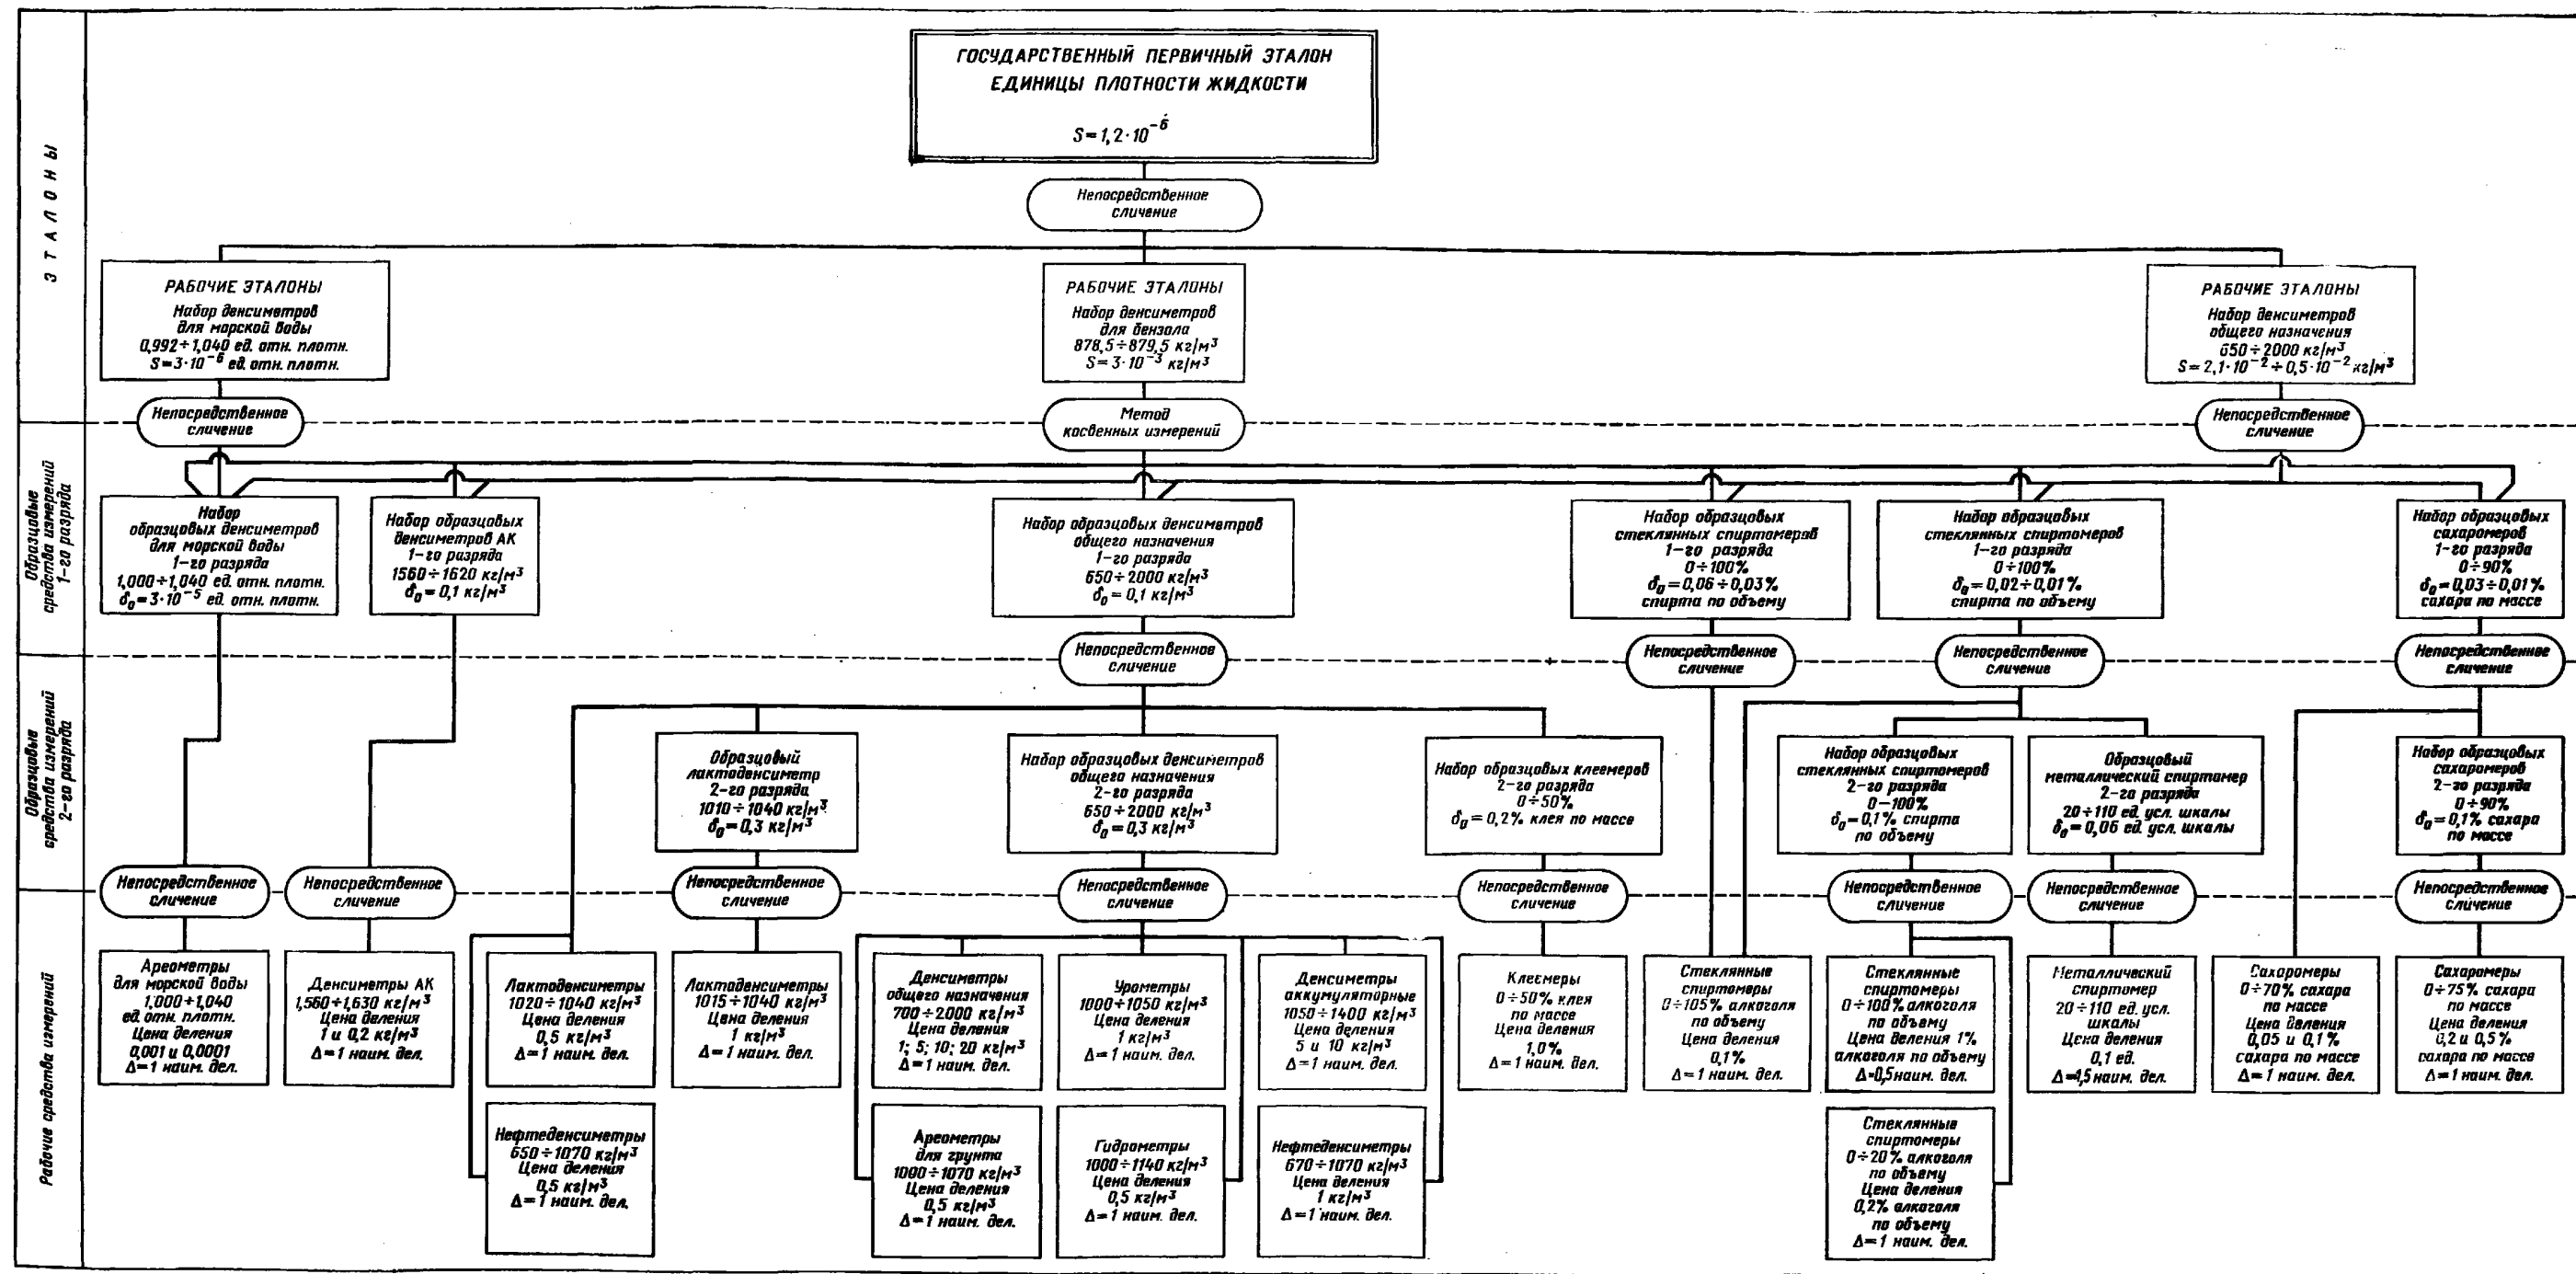 ГОСУДАРСТВЕННЫЙ ПЕРВИЧНЫЙ ЭТАЛОН
ЕДИНИЦЫ ПЛОТНОСТИ ЖИДКОСТИ
S=1,2·10⁻⁶
Непосредственное
сличение
ЭТАЛОНЫ
РАБОЧИЕ ЭТАЛОНЫ
Набор денсиметров
для морской воды
0,992÷1,040 ед. отн. плотн.
S=3·10⁻⁶ ед. отн. плотн.
РАБОЧИЕ ЭТАЛОНЫ
Набор денсиметров
для бензола
878,5÷879,5 кг/м³
S=3·10⁻³ кг/м³
РАБОЧИЕ ЭТАЛОНЫ
Набор денсиметров
общего назначения
650÷2000 кг/м³
S=2,1·10⁻²÷0,5·10⁻² кг/м³
Непосредственное
сличение
Метод
косвенных измерений
Непосредственное
сличение
Образцовые
средства измерений
1-го разряда
Набор
образцовых денсиметров
для морской воды
1-го разряда
1,000÷1,040 ед. отн. плотн.
δ₀=3·10⁻⁵ ед. отн. плотн.
Набор образцовых
денсиметров АК
1-го разряда
1560÷1620 кг/м³
δ₀=0,1 кг/м³
Набор образцовых денсиметров
общего назначения
1-го разряда
650÷2000 кг/м³
δ₀=0,1 кг/м³
Набор образцовых
стеклянных спиртомеров
1-го разряда
0÷100%
δ₀=0,06÷0,03%
спирта по объему
Набор образцовых
стеклянных спиртомеров
1-го разряда
0÷100%
δ₀=0,02÷0,01%
спирта по объему
Набор образцовых
сахаромеров
1-го разряда
0÷90%
δ₀=0,03÷0,01%
сахара по массе
Непосредственное
сличение
Непосредственное
сличение
Непосредственное
сличение
Непосредственное
сличение
Образцовые
средства измерений
2-го разряда
Образцовый
лактоденсиметр
2-го разряда
1010÷1040 кг/м³
δ₀=0,3 кг/м³
Набор образцовых денсиметров
общего назначения
2-го разряда
650÷2000 кг/м³
δ₀=0,3 кг/м³
Набор образцовых клеемеров
2-го разряда
0÷50%
δ₀=0,2% клея по массе
Набор образцовых
стеклянных спиртомеров
2-го разряда
0—100%
δ₀=0,1% спирта
по объему
Образцовый
металлический спиртомер
2-го разряда
20÷110 ед. усл. шкалы
δ₀=0,06 ед. усл. шкалы
Набор образцовых
сахаромеров
2-го разряда
0÷90%
δ₀=0,1% сахара
по массе
Непосредственное
сличение
Непосредственное
сличение
Непосредственное
сличение
Непосредственное
сличение
Непосредственное
сличение
Непосредственное
сличение
Непосредственное
сличение
Непосредственное
сличение
Рабочие средства измерений
Ареометры
для морской воды
1,000÷1,040
ед. отн. плотн.
Цена деления
0,001 и 0,0001
Δ=1 наим. дел.
Денсиметры АК
1,560÷1,630 кг/м³
Цена деления
1 и 0,2 кг/м³
Δ=1 наим. дел.
Лактоденсиметры
1020÷1040 кг/м³
Цена деления
0,5 кг/м³
Δ=1 наим. дел.
Лактоденсиметры
1015÷1040 кг/м³
Цена деления
1 кг/м³
Δ=1 наим. дел.
Денсиметры
общего назначения
700÷2000 кг/м³
Цена деления
1; 5; 10; 20 кг/м³
Δ=1 наим. дел.
Урометры
1000÷1050 кг/м³
Цена деления
1 кг/м³
Δ=1 наим. дел.
Денсиметры
аккумуляторные
1050÷1400 кг/м³
Цена деления
5 и 10 кг/м³
Δ=1 наим. дел.
Клеемеры
0÷50% клея
по массе
Цена деления
1,0%
Δ=1 наим. дел.
Стеклянные
спиртомеры
0÷105% алкоголя
по объему
Цена деления
0,1%
Δ=1 наим. дел.
Стеклянные
спиртомеры
0÷100% алкоголя
по объему
Цена деления 1%
алкоголя по объему
Δ=0,5 наим. дел.
Металлический
спиртомер
20÷110 ед. усл.
шкалы
Цена деления
0,1 ед.
Δ=1,5 наим. дел.
Сахаромеры
0÷70% сахара
по массе
Цена деления
0,05 и 0,1%
сахара по массе
Δ=1 наим. дел.
Сахаромеры
0÷75% сахара
по массе
Цена деления
0,2 и 0,5%
сахара по массе
Δ=1 наим. дел.
Нефтеденсиметры
650÷1070 кг/м³
Цена деления
0,5 кг/м³
Δ=1 наим. дел.
Ареометры
для грунта
1000÷1070 кг/м³
Цена деления
0,5 кг/м³
Δ=1 наим. дел.
Гидрометры
1000÷1140 кг/м³
Цена деления
0,5 кг/м³
Δ=1 наим. дел.
Нефтеденсиметры
670÷1070 кг/м³
Цена деления
1 кг/м³
Δ=1 наим. дел.
Стеклянные
спиртомеры
0÷20% алкоголя
по объему
Цена деления
0,2% алкоголя
по объему
Δ=1 наим. дел.